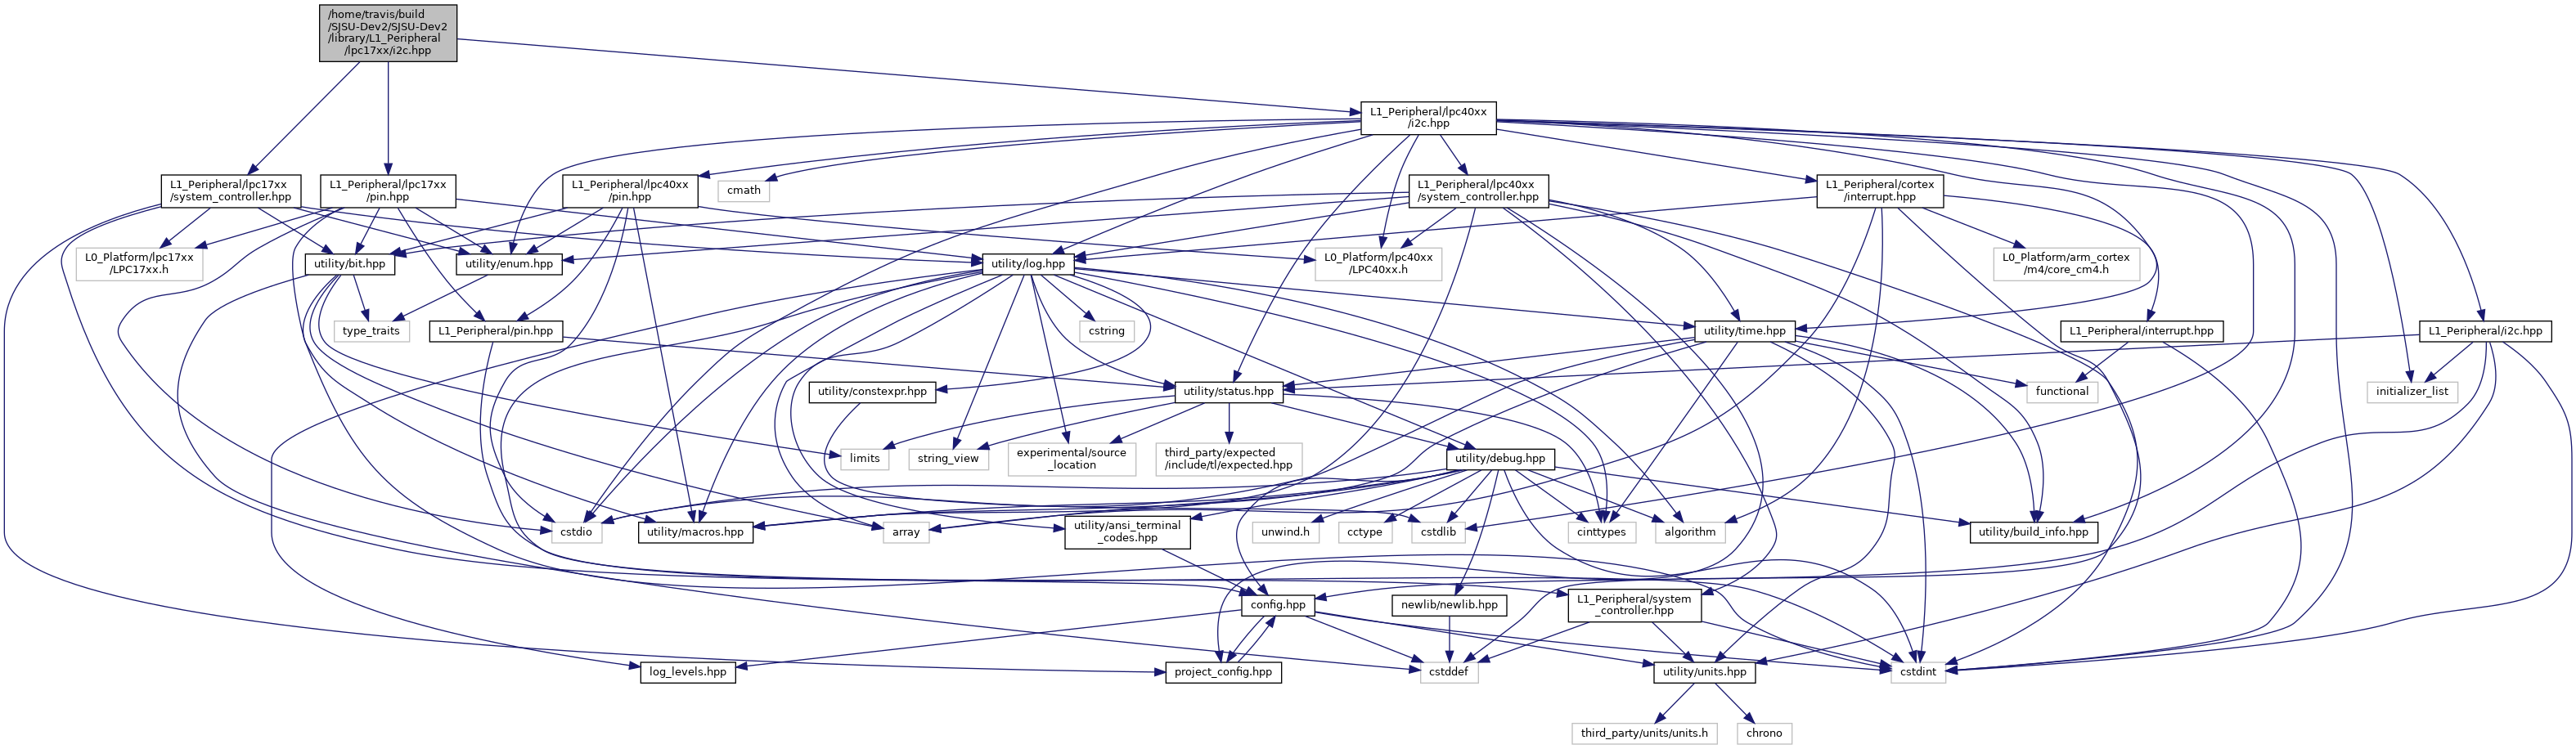 /home/travis/build
/SJSU-Dev2/SJSU-Dev2
/library/L1_Peripheral
/lpc17xx/i2c.hpp
L1_Peripheral/lpc40xx
/i2c.hpp
L1_Peripheral/lpc17xx
/system_controller.hpp
L1_Peripheral/lpc17xx
/pin.hpp
L1_Peripheral/lpc40xx
/pin.hpp
cmath
L1_Peripheral/lpc40xx
/system_controller.hpp
L1_Peripheral/cortex
/interrupt.hpp
L0_Platform/lpc17xx
/LPC17xx.h
utility/bit.hpp
utility/enum.hpp
utility/log.hpp
L0_Platform/lpc40xx
/LPC40xx.h
L0_Platform/arm_cortex
/m4/core_cm4.h
type_traits
L1_Peripheral/pin.hpp
cstring
utility/time.hpp
L1_Peripheral/interrupt.hpp
L1_Peripheral/i2c.hpp
utility/constexpr.hpp
utility/status.hpp
functional
initializer_list
limits
string_view
experimental/source
_location
third_party/expected
/include/tl/expected.hpp
utility/debug.hpp
cstdio
utility/macros.hpp
array
utility/ansi_terminal
_codes.hpp
unwind.h
cctype
cstdlib
cinttypes
algorithm
utility/build_info.hpp
config.hpp
newlib/newlib.hpp
L1_Peripheral/system
_controller.hpp
log_levels.hpp
project_config.hpp
cstddef
utility/units.hpp
cstdint
third_party/units/units.h
chrono